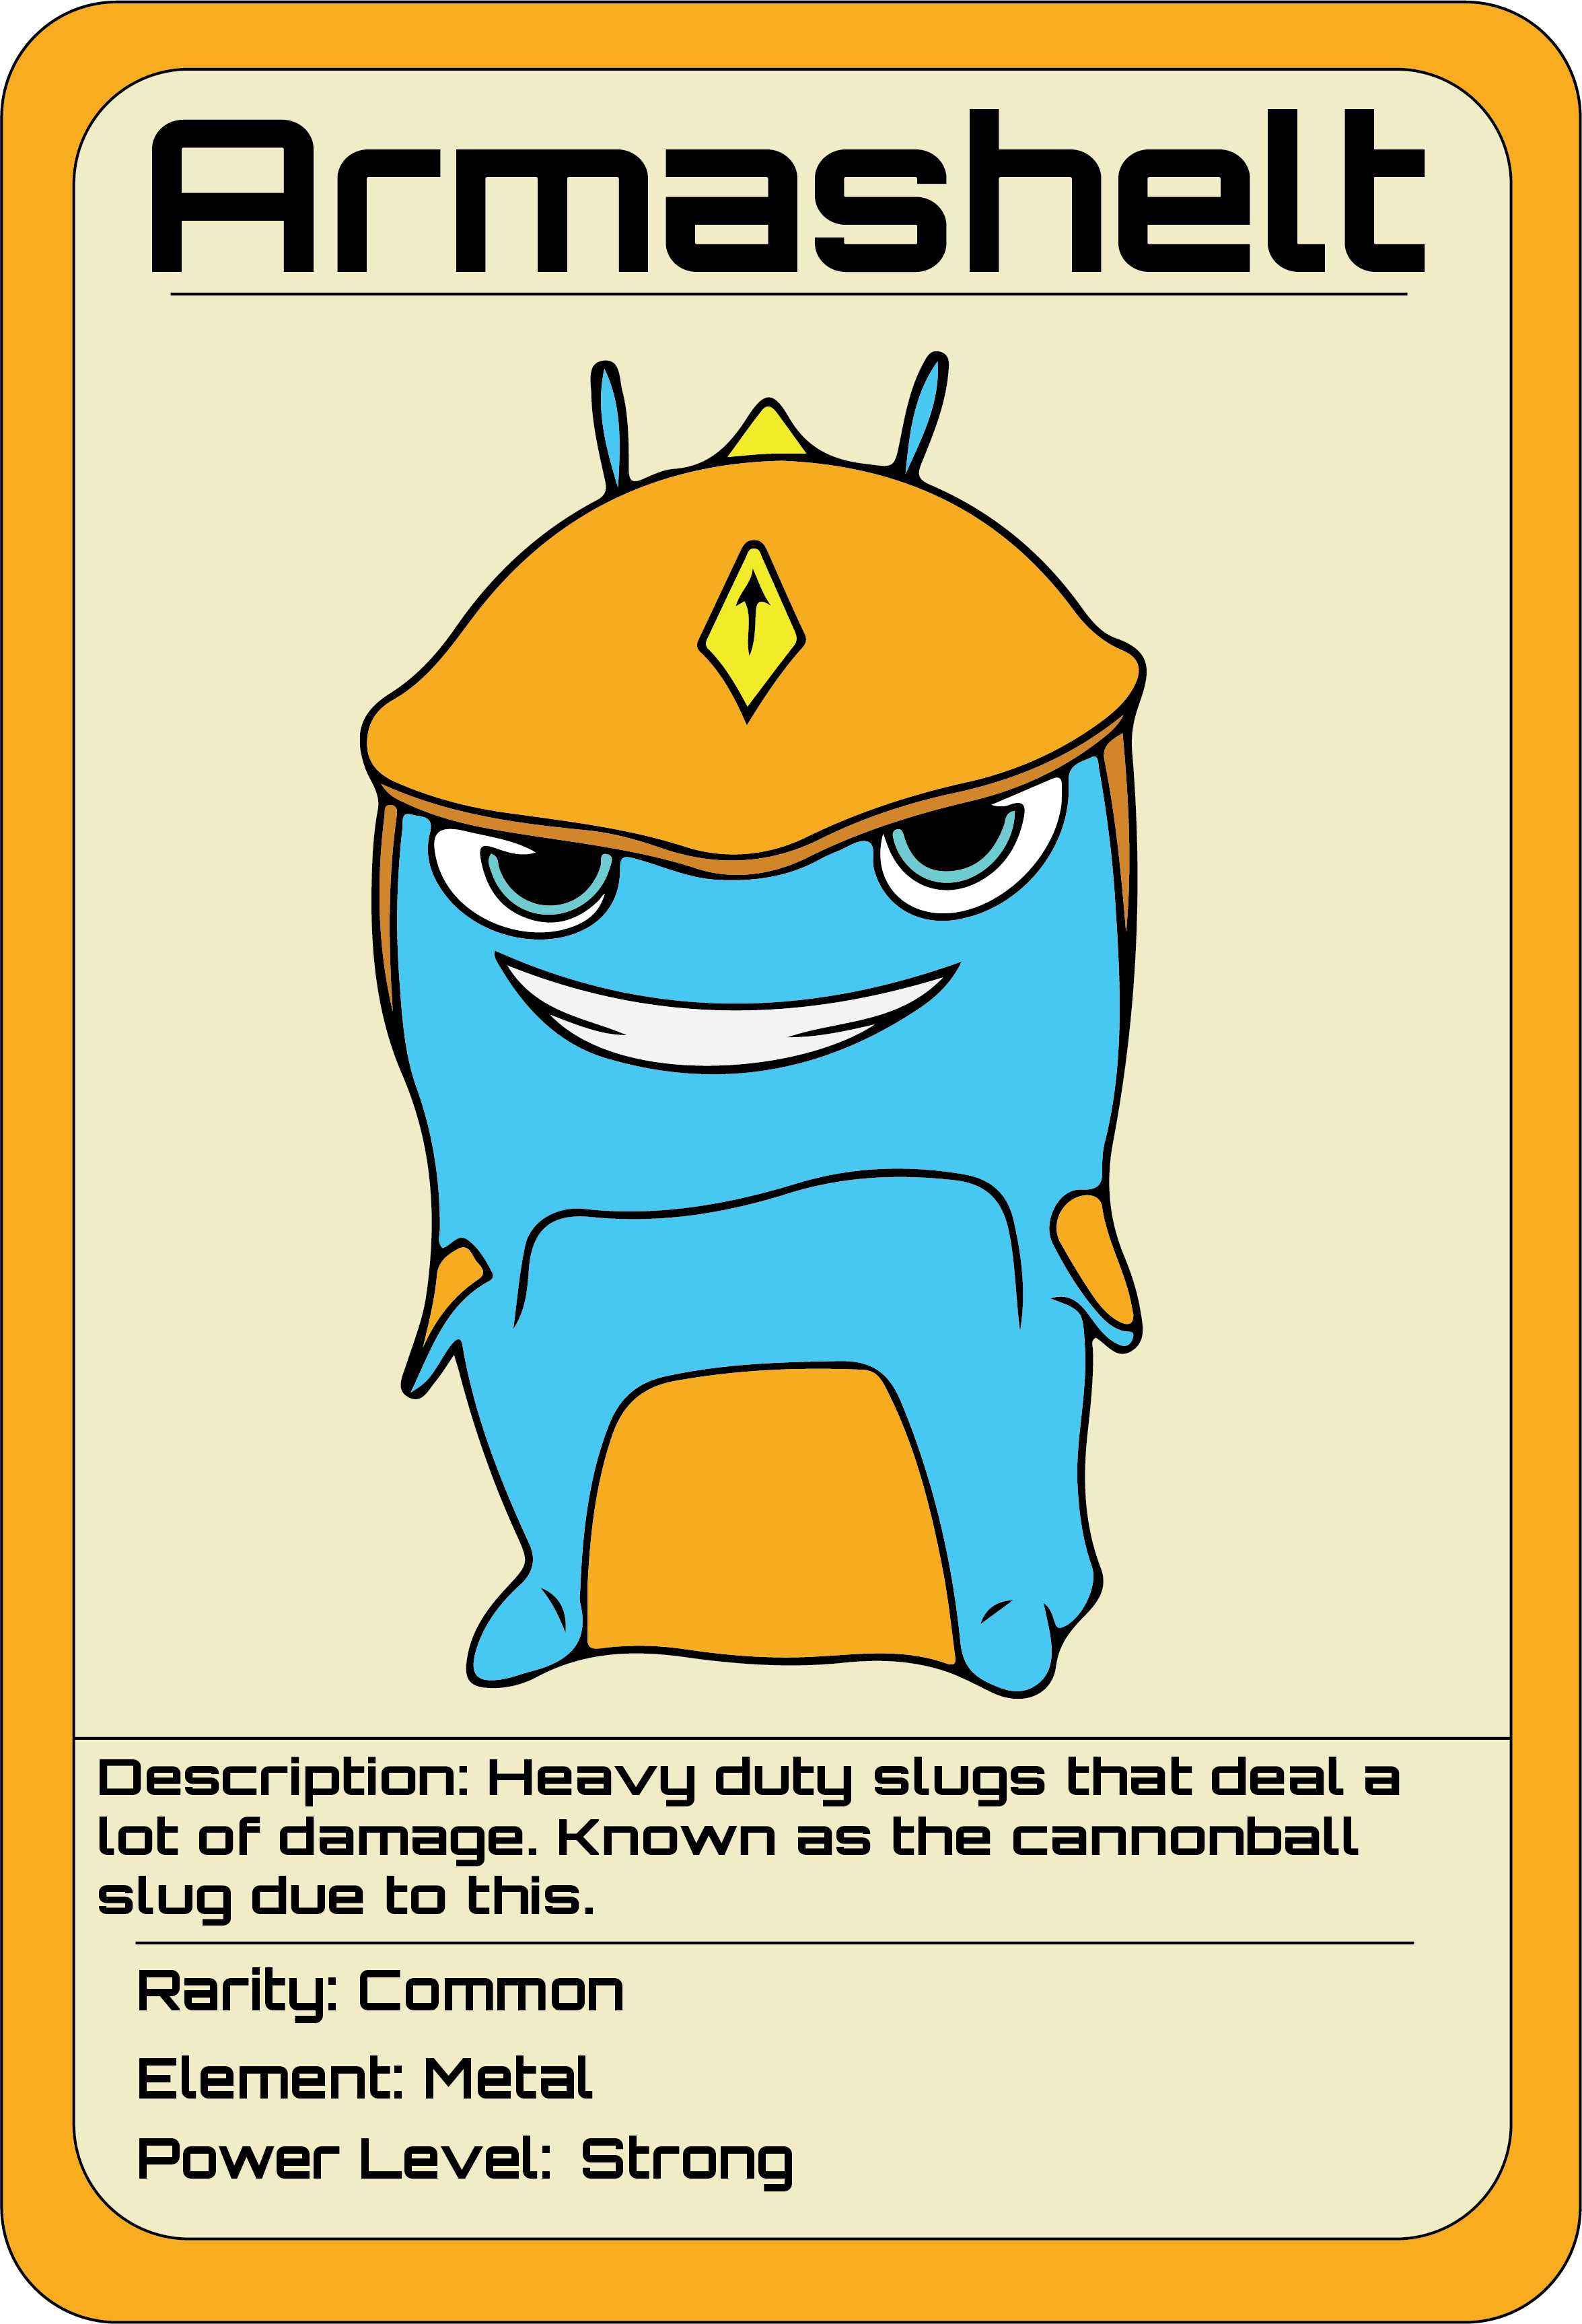 Armashelt
Description: Heavy duty slugs that deal a
lot of damage. Known as the cannonball
slug due to this.
Rarity: Common
Element: Metal
Power Level: Strong